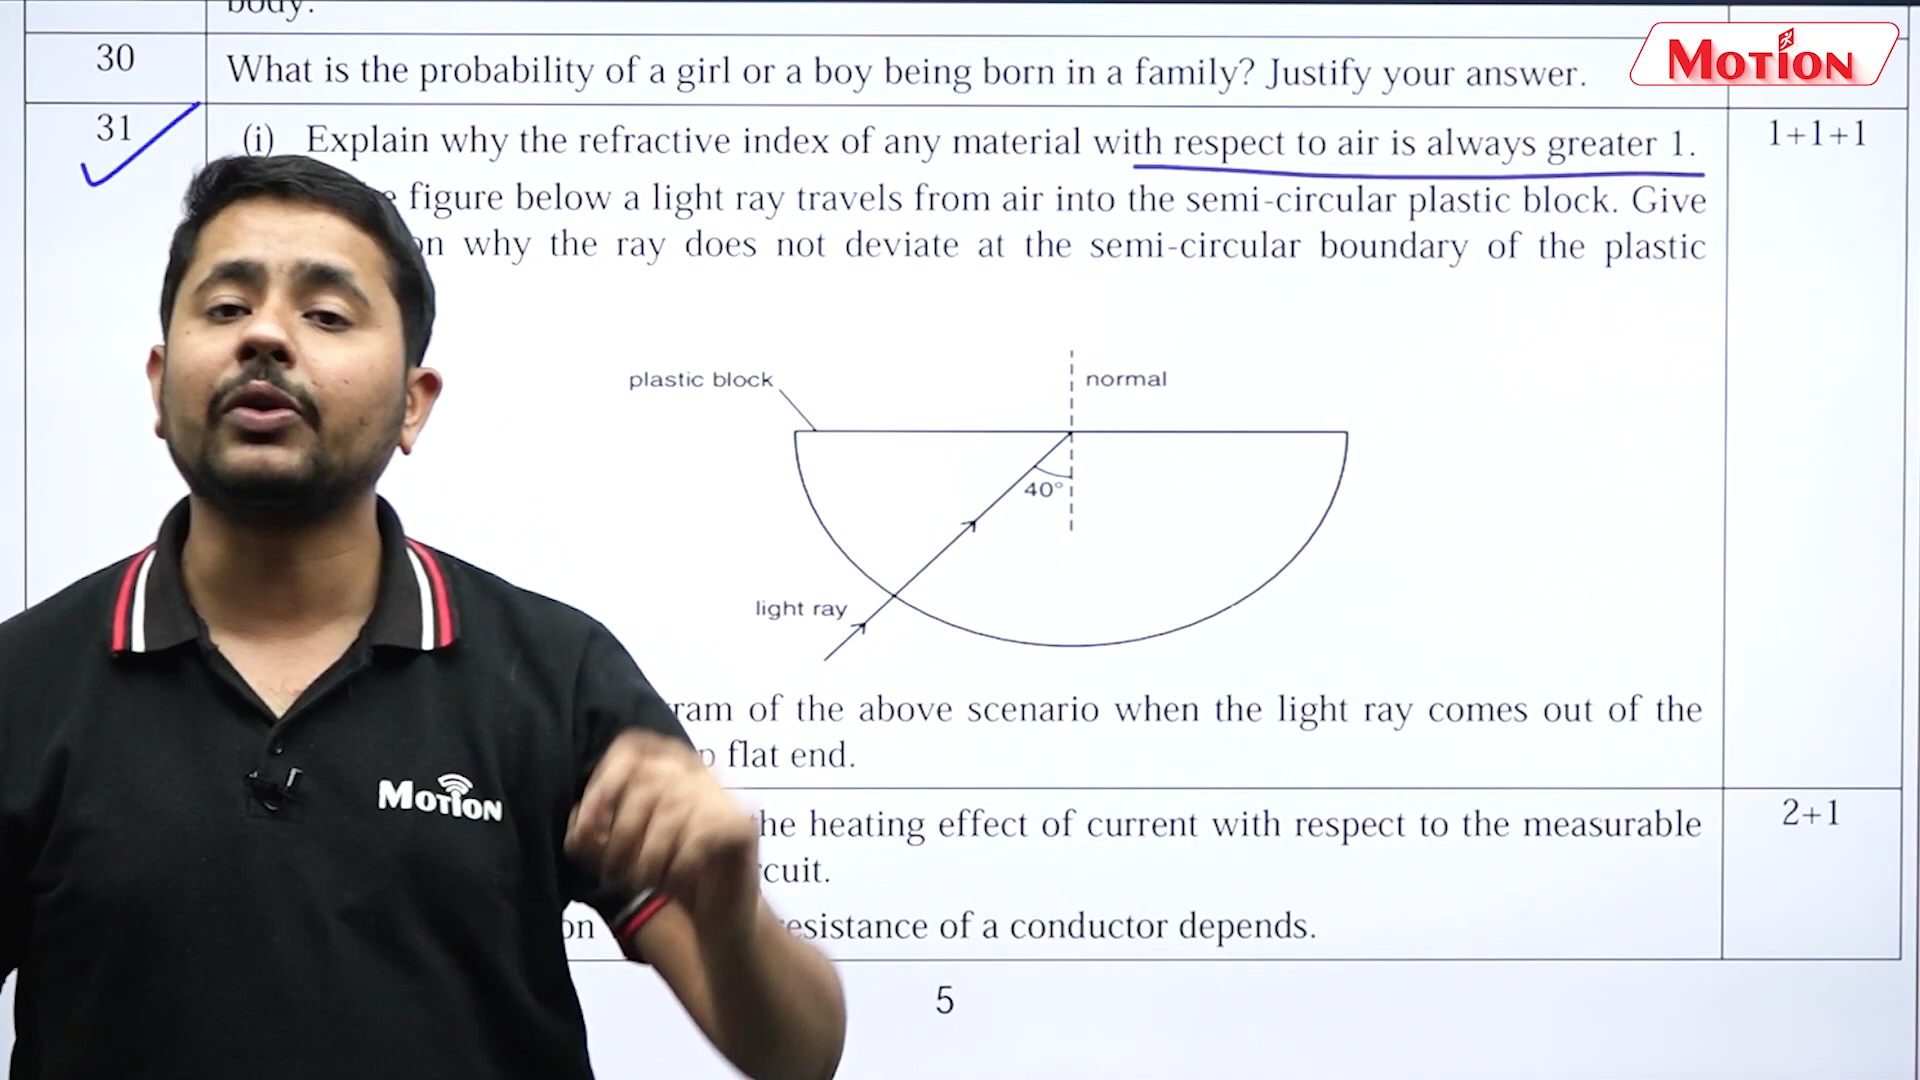 body.
30
What is the probability of a girl or a boy being born in a family? Justify your answer.
MOTION
31
(i) Explain why the refractive index of any material with respect to air is always greater 1.
1+1+1
figure below a light ray travels from air into the semi-circular plastic block. Give
why the ray does not deviate at the semi-circular boundary of the plastic
plastic block
normal
40°
light ray
of the above scenario when the light ray comes out of the
flat end.
MOTION
the heating effect of current with respect to the measurable
2+1
on
of a conductor depends.
5